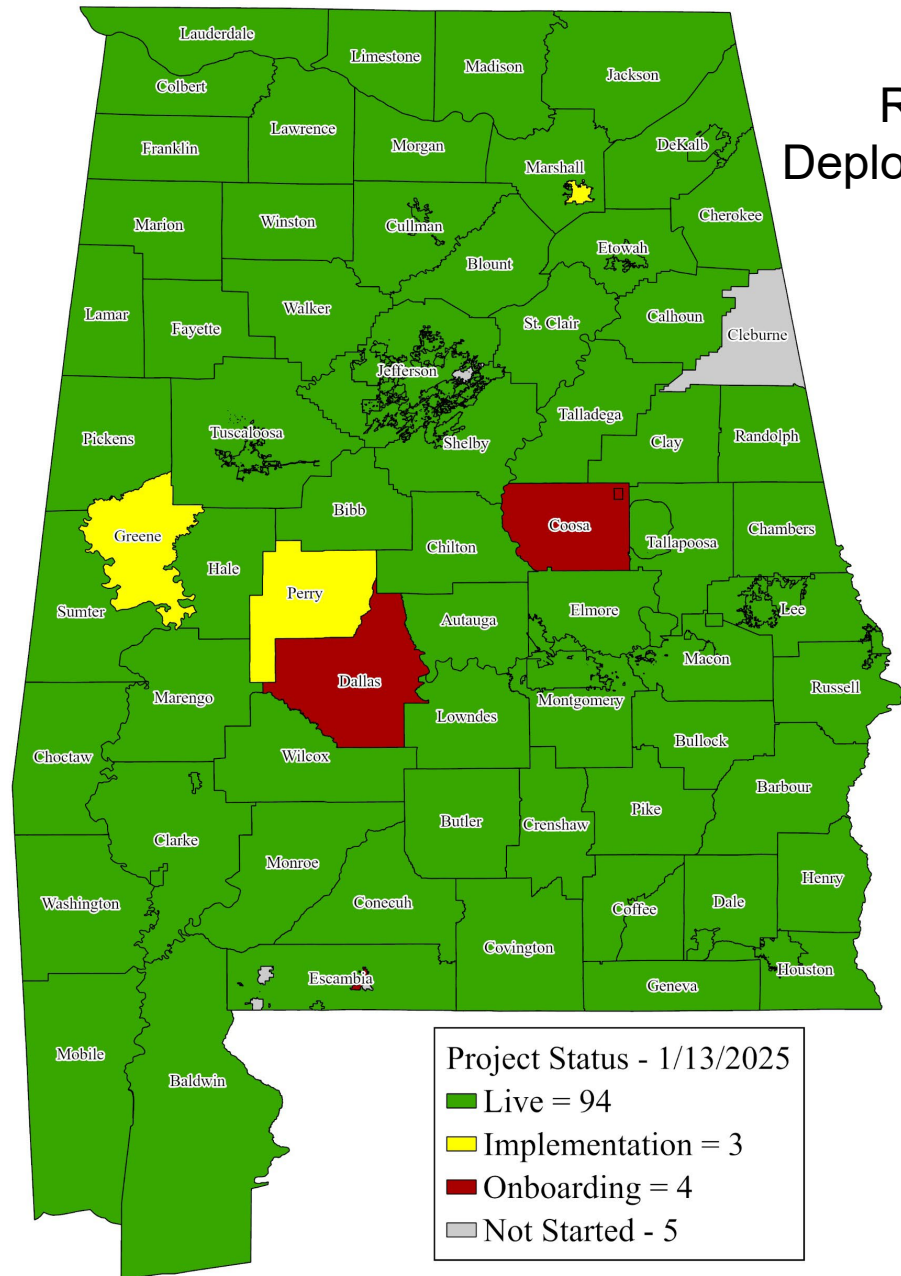 Lauderdale
Limestone
Madison
Jackson
Colbert
R
Deplo
Lawrence
Morgan
DeKalb
Franklin
Marshall
Cherokee
Marion
Winston
Cullman
Etowah
Blount
Lamar
Fayette
Walker
St. Clair
Calhoun
Cleburne
Jefferson
Talladega
Pickens
Tuscaloosa
Shelby
Clay
Randolph
Bibb
Coosa
Greene
Chilton
Tallapoosa
Chambers
Hale
Sumter
Perry
Autauga
Elmore
Lee
Macon
Dallas
Marengo
Montgomery
Russell
Lowndes
Choctaw
Wilcox
Bullock
Barbour
Clarke
Butler
Crenshaw
Pike
Monroe
Henry
Washington
Conecuh
Coffee
Dale
Covington
Escambia
Geneva
Houston
Mobile
Baldwin
Project Status - 1/13/2025
Live = 94
Implementation = 3
Onboarding = 4
Not Started - 5